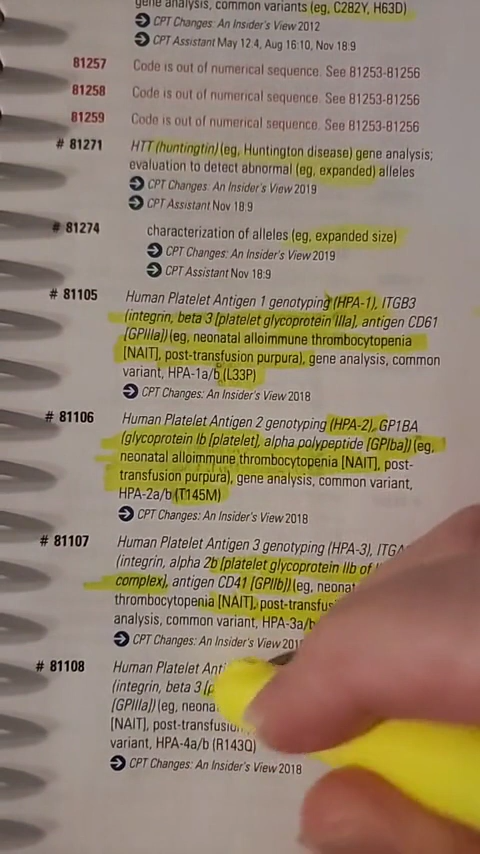 gene analysis, common variants (eg, C282Y, H63D)
CPT Changes: An Insider's View 2012
CPT Assistant May 12:4, Aug 16:10, Nov 18:9
81257 Code is out of numerical sequence. See 81253-81256
81258 Code is out of numerical sequence. See 81253-81256
81259 Code is out of numerical sequence. See 81253-81256
# 81271 HTT (huntingtin) (eg, Huntington disease) gene analysis;
evaluation to detect abnormal (eg, expanded) alleles
CPT Changes: An Insider's View 2019
CPT Assistant Nov 18:9
# 81274 characterization of alleles (eg, expanded size)
CPT Changes: An Insider's View 2019
CPT Assistant Nov 18:9
# 81105 Human Platelet Antigen 1 genotyping (HPA-1), ITGB3
(integrin, beta 3 [platelet glycoprotein IIIa], antigen CD61
[GPIIIa]) (eg, neonatal alloimmune thrombocytopenia
[NAIT], post-transfusion purpura), gene analysis, common
variant, HPA-1a/b (L33P)
CPT Changes: An Insider's View 2018
# 81106 Human Platelet Antigen 2 genotyping (HPA-2), GP1BA
(glycoprotein Ib [platelet], alpha polypeptide [GPIba]) (eg,
neonatal alloimmune thrombocytopenia [NAIT], post-
transfusion purpura), gene analysis, common variant,
HPA-2a/b (T145M)
CPT Changes: An Insider's View 2018
# 81107 Human Platelet Antigen 3 genotyping (HPA-3),
(integrin, alpha 2b [platelet glycoprotein IIb of
complex], antigen CD41 [GPIIb]) (eg,
thrombocytopenia [NAIT],
analysis, common variant, HPA-3a/b
CPT Changes: An Insider's View
# 81108 Human Platelet
(integrin, beta 3
[GPIIIa]) (eg,
[NAIT],
variant, HPA-4a/b (R143Q)
CPT Changes: An Insider's View 2018